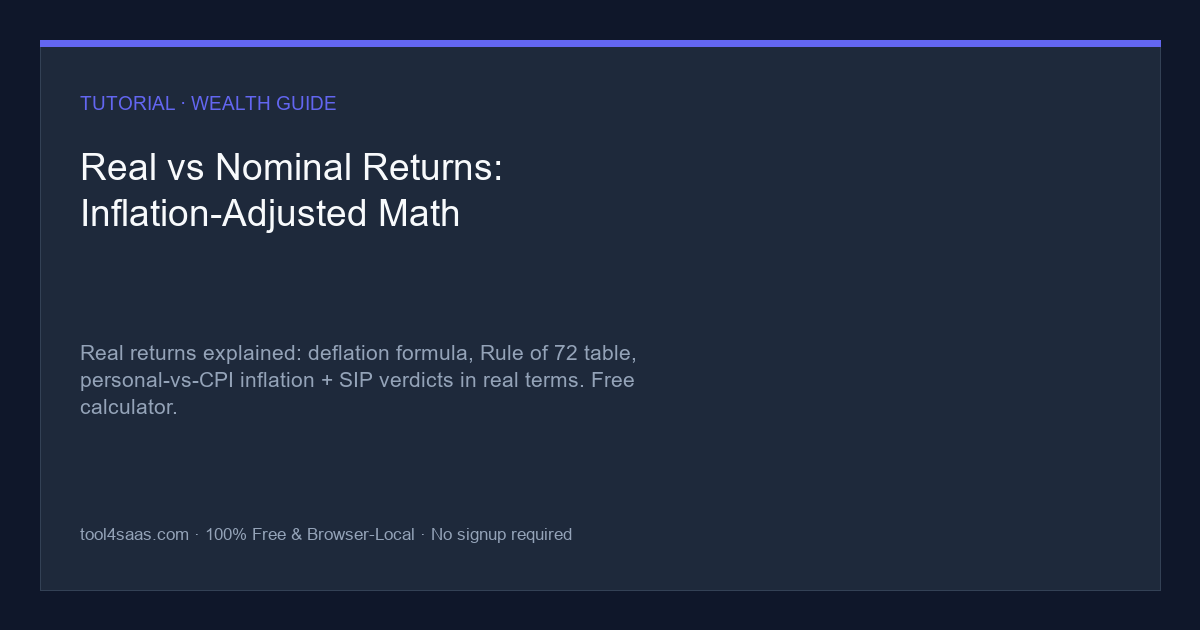 TUTORIAL · WEALTH GUIDE
Real vs Nominal Returns:
Inflation-Adjusted Math
Real returns explained: deflation formula, Rule of 72 table,
personal-vs-CPI inflation + SIP verdicts in real terms. Free
calculator.
tool4saas.com · 100% Free & Browser-Local · No signup required